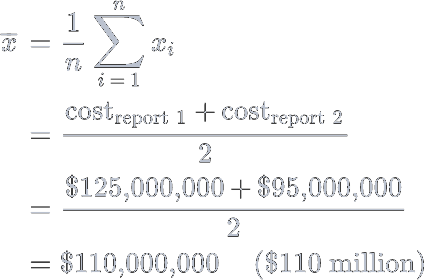 x̄ = 1/n ∑_{i=1}^{n} x_i
= (cost_{report 1} + cost_{report 2})/2
= ($125,000,000 + $95,000,000)/2
= $110,000,000 ($110 million)